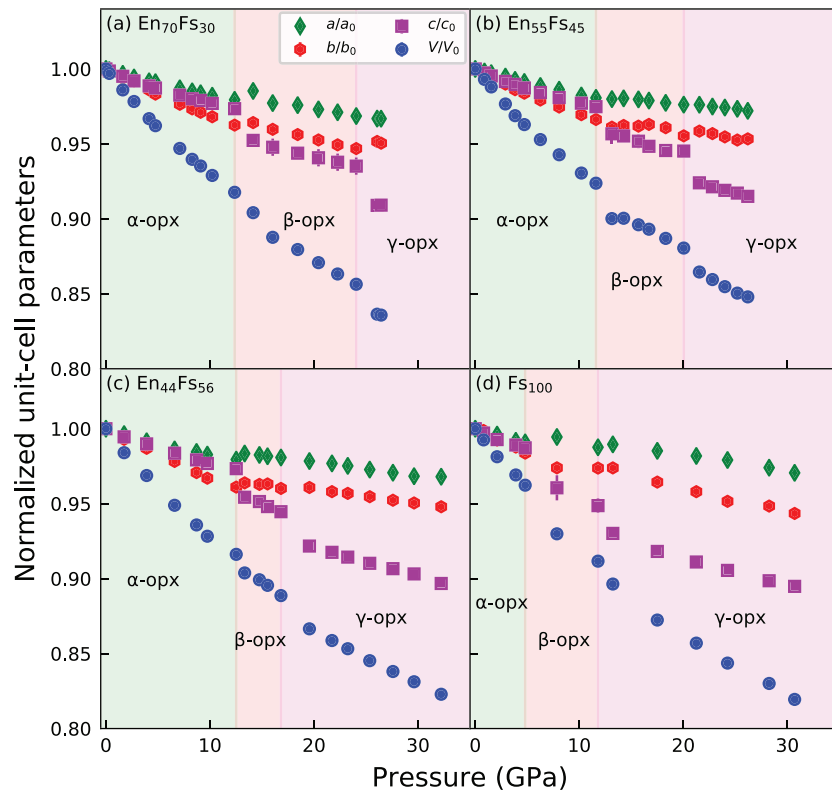 (a) En70Fs30
a/a0
c/c0
b/b0
V/V0
(b) En55Fs45
1.00
0.95
0.90
0.85
0.80
α-opx
β-opx
γ-opx
α-opx
β-opx
γ-opx
(c) En44Fs56
(d) Fs100
1.00
0.95
0.90
0.85
0.80
α-opx
β-opx
γ-opx
α-opx
β-opx
γ-opx
0
10
20
30
0
10
20
30
Normalized unit-cell parameters
Pressure (GPa)